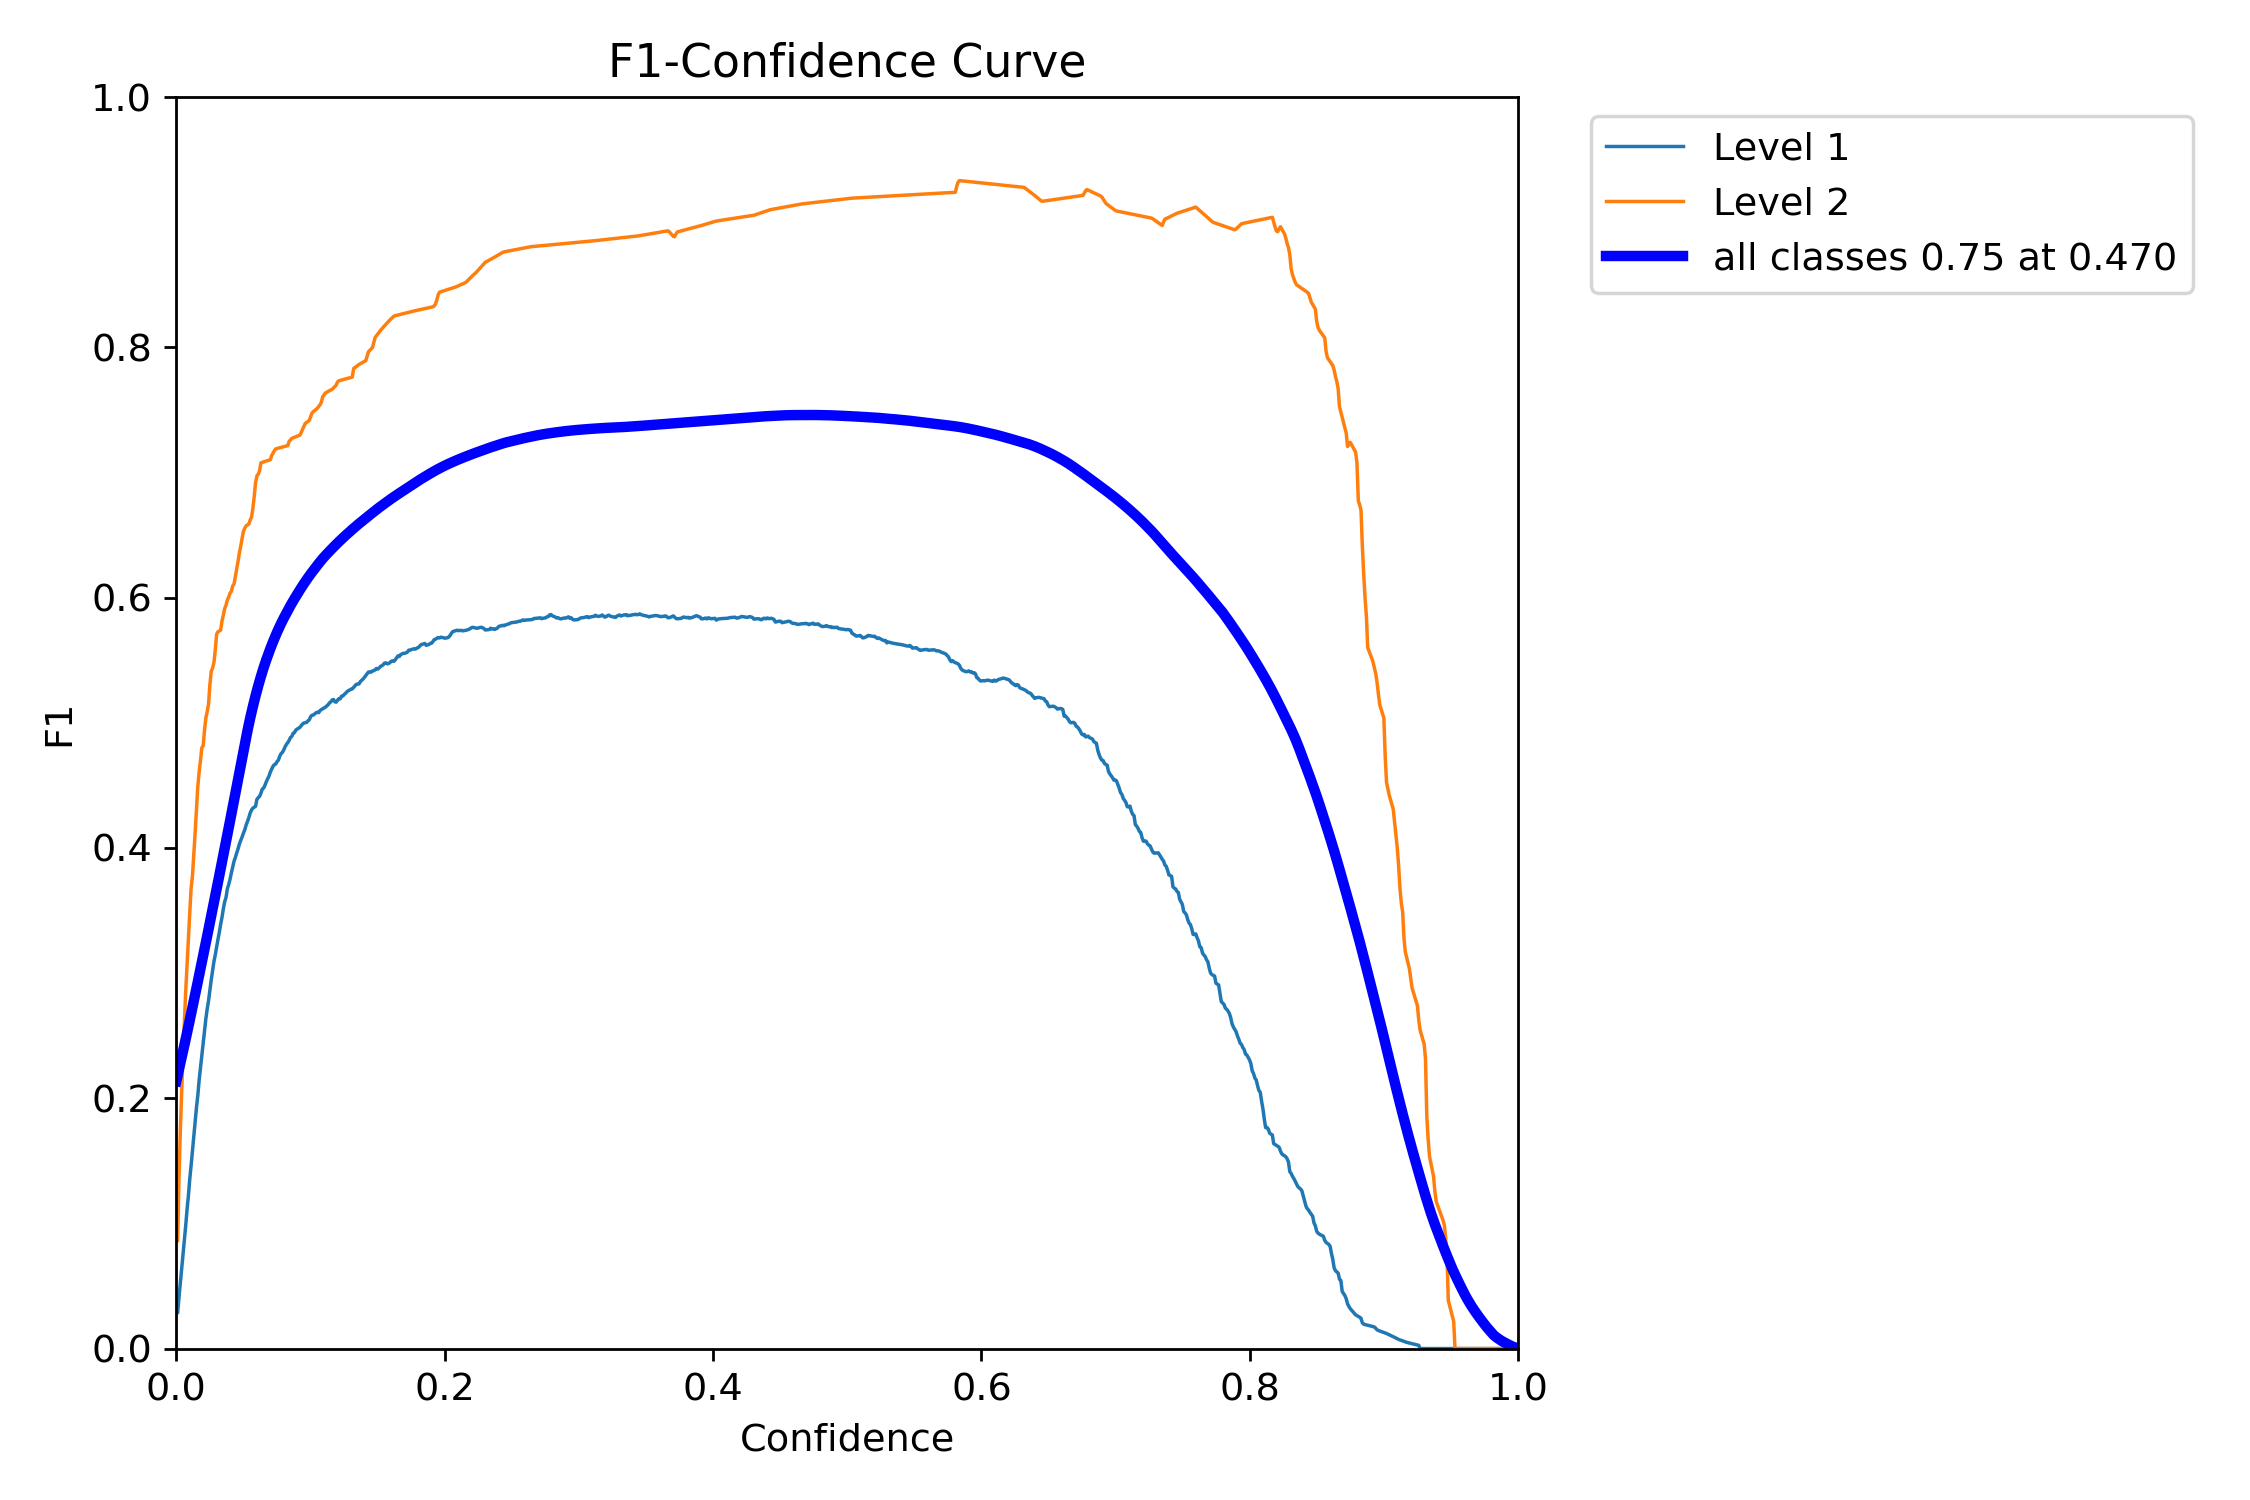 F1-Confidence Curve
1.0
0.8
0.6
0.4
0.2
0.0
F1
0.0 0.2 0.4 0.6 0.8 1.0
Confidence
Level 1
Level 2
all classes 0.75 at 0.470